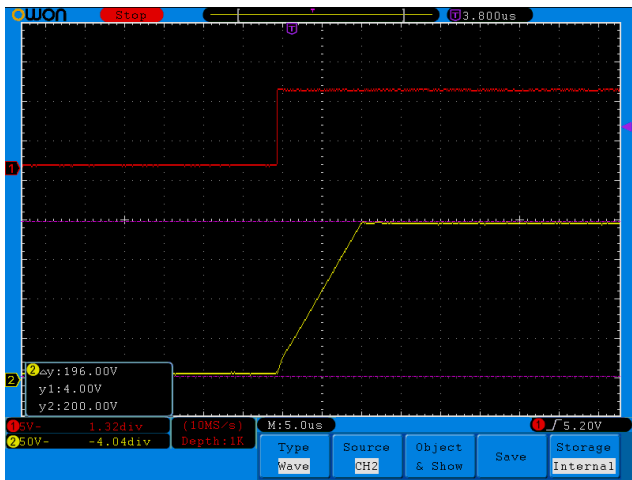 owon Stop T 3.800us
T
1
2
2 △y:196.00V
y1:4.00V
y2:200.00V
1 5V~ 1.32div (10MS/s) M:5.0us 1 5.20V
2 50V~ -4.04div Depth:1K
Type Source Object Save Storage
Wave CH2 & Show Internal